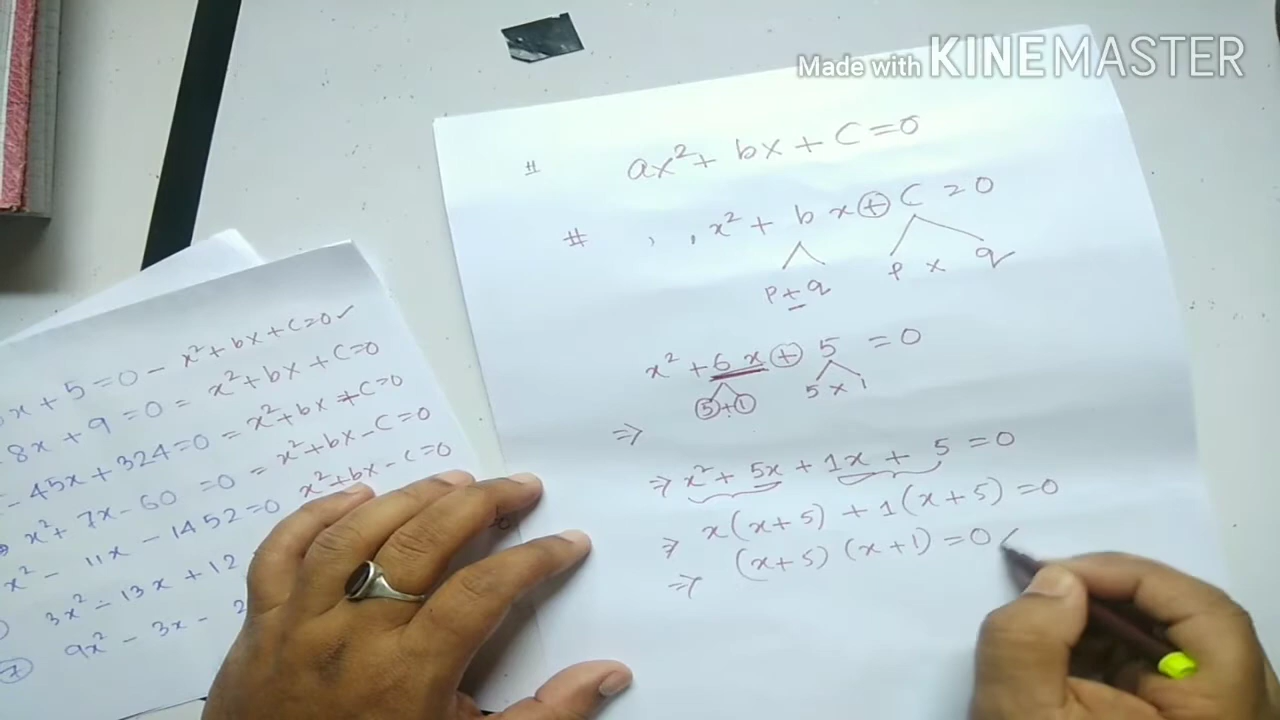 Made with KINEMASTER
# ax² + bx + C = 0
# , , x² + bx + C = 0
p + q p × q
x² + 6x + 5 = 0
5 + 1 5 × 1
⇒
⇒ x² + 5x + 1x + 5 = 0
⇒ x(x+5) + 1(x+5) = 0
⇒ (x+5) (x+1) = 0
x + 5 = 0 - x² + bx + C = 0 ✓
8x + 9 = 0 = x² + bx + C = 0
- 45x + 324 = 0 = x² + bx + C = 0
x² + 7x - 60 = 0 = x² + bx - C = 0
x² - 11x - 1452 = 0 x² + bx - C = 0
3x² - 13x + 12
⑦ 9x² - 3x - 2